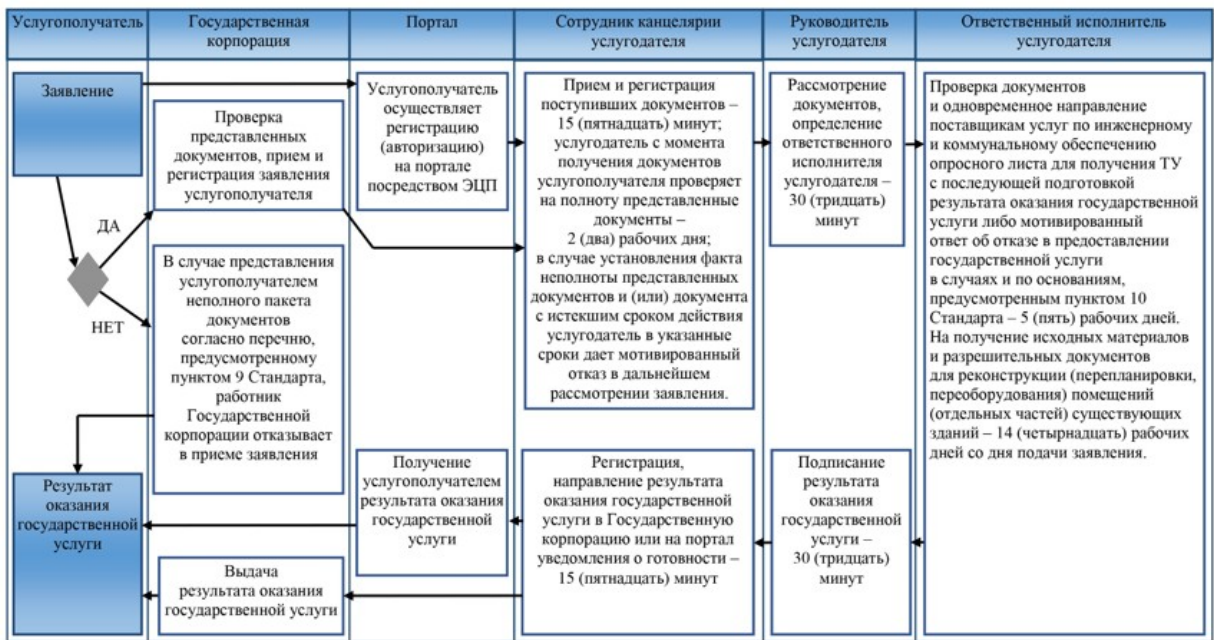 Услугополучатель
Государственная
корпорация
Портал
Сотрудник канцелярии
услугодателя
Руководитель
услугодателя
Ответственный исполнитель
услугодателя
Заявление
ДА
НЕТ
Проверка
представленных
документов, прием и
регистрация заявления
услугополучателя
В случае представления
услугополучателем
неполного пакета
документов
согласно перечню,
предусмотренному
пунктом 9 Стандарта,
работник
Государственной
корпорации отказывает
в приеме заявления
Услугополучатель
осуществляет
регистрацию
(авторизацию)
на портале
посредством ЭЦП
Прием и регистрация
поступивших документов –
15 (пятнадцать) минут;
услугодатель с момента
получения документов
услугополучателя проверяет
на полноту представленные
документы –
2 (два) рабочих дня;
в случае установления факта
неполноты представленных
документов и (или) документа
с истекшим сроком действия
услугодатель в указанные
сроки дает мотивированный
отказ в дальнейшем
рассмотрении заявления.
Рассмотрение
документов,
определение
ответственного
исполнителя
услугодателя –
30 (тридцать)
минут
Проверка документов
и одновременное направление
поставщикам услуг по инженерному
и коммунальному обеспечению
опросного листа для получения ТУ
с последующей подготовкой
результата оказания государственной
услуги либо мотивированный
ответ об отказе в предоставлении
государственной услуги
в случаях и по основаниям,
предусмотренным пунктом 10
Стандарта – 5 (пять) рабочих дней.
На получение исходных материалов
и разрешительных документов
для реконструкции (перепланировки,
переоборудования) помещений
(отдельных частей) существующих
зданий – 14 (четырнадцать) рабочих
дней со дня подачи заявления.
Результат
оказания
государственной
услуги
Выдача
результата оказания
государственной услуги
Получение
услугополучателем
результата оказания
государственной
услуги
Регистрация,
направление результата
оказания государственной
услуги в Государственную
корпорацию или на портал
уведомления о готовности –
15 (пятнадцать) минут
Подписание
результата
оказания
государственной
услуги –
30 (тридцать)
минут